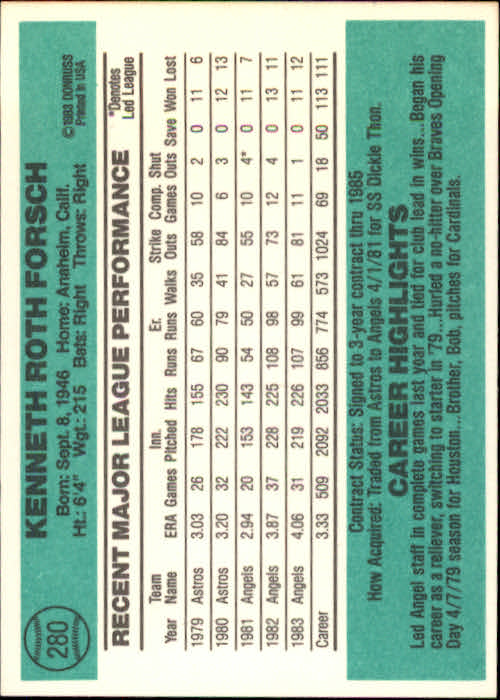 280
KENNETH ROTH FORSCH
Born: Sept. 8, 1946 Home: Anaheim, Calif.
Ht.: 6'4" Wgt.: 215 Bats: Right Throws: Right
© 1983 DONRUSS
Printed in USA
RECENT MAJOR LEAGUE PERFORMANCE
*Denotes
Led League
Team Inn. Er. Strike Comp. Shut
Year Name ERA Games Pitched Hits Runs Runs Walks Outs Games Outs Save Won Lost
1979 Astros 3.03 26 178 155 67 60 35 58 10 2 0 11 6
1980 Astros 3.20 32 222 230 90 79 41 84 6 3 0 12 13
1981 Angels 2.94 20 153 143 54 50 27 55 10 4* 0 11 7
1982 Angels 3.87 37 228 225 108 98 57 73 12 4 0 13 11
1983 Angels 4.06 31 219 226 107 99 61 81 11 1 0 11 12
Career 3.33 509 2092 2033 856 774 573 1024 69 18 50 113 111
Contract Status: Signed to 3-year contract thru 1985
How Acquired: Traded from Astros to Angels 4/1/81 for SS Dickie Thon.
CAREER HIGHLIGHTS
Led Angel staff in complete games last year and tied for club lead in wins...Began his
career as a reliever, switching to starter in '79...Hurled a no-hitter over Braves Opening
Day 4/7/79 season for Houston...Brother, Bob, pitches for Cardinals.